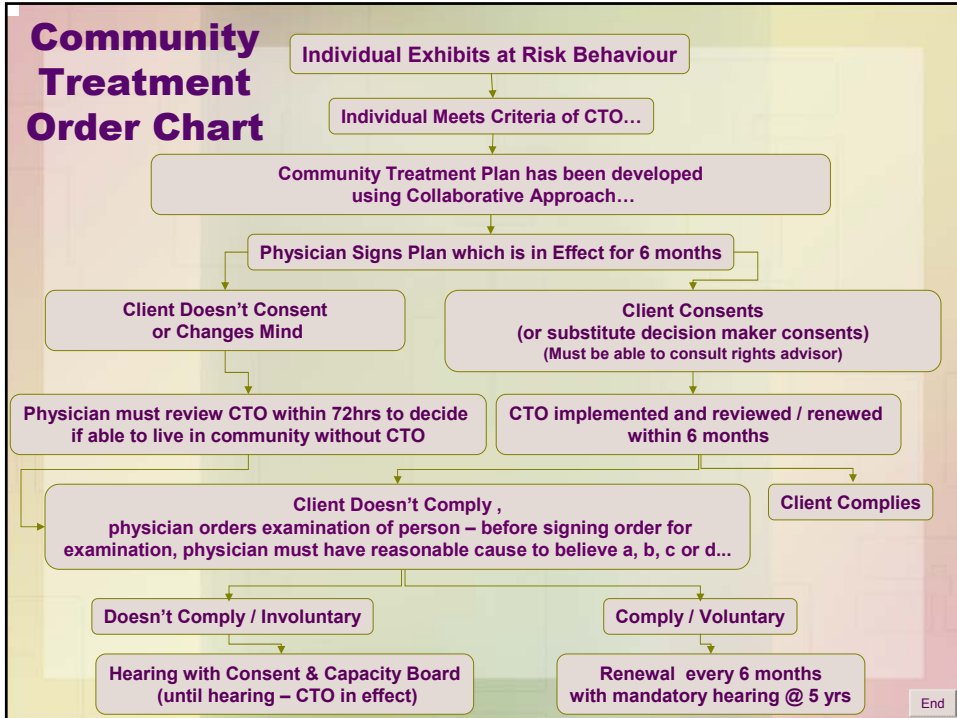 Community
Treatment
Order Chart
Individual Exhibits at Risk Behaviour
Individual Meets Criteria of CTO…
Community Treatment Plan has been developed
using Collaborative Approach…
Physician Signs Plan which is in Effect for 6 months
Client Doesn’t Consent
or Changes Mind
Client Consents
(or substitute decision maker consents)
(Must be able to consult rights advisor)
Physician must review CTO within 72hrs to decide
if able to live in community without CTO
CTO implemented and reviewed / renewed
within 6 months
Client Doesn’t Comply ,
physician orders examination of person – before signing order for
examination, physician must have reasonable cause to believe a, b, c or d...
Client Complies
Doesn’t Comply / Involuntary
Comply / Voluntary
Hearing with Consent & Capacity Board
(until hearing – CTO in effect)
Renewal every 6 months
with mandatory hearing @ 5 yrs
End